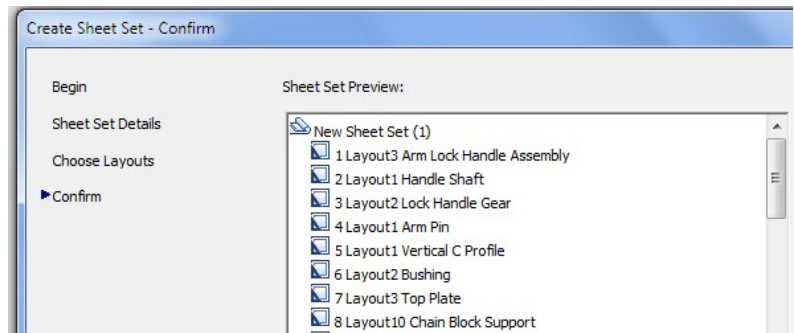 Create Sheet Set - Confirm
Begin
Sheet Set Details
Choose Layouts
Confirm
Sheet Set Preview:
New Sheet Set (1)
1 Layout3 Arm Lock Handle Assembly
2 Layout1 Handle Shaft
3 Layout2 Lock Handle Gear
4 Layout1 Arm Pin
5 Layout1 Vertical C Profile
6 Layout2 Bushing
7 Layout3 Top Plate
8 Layout10 Chain Block Support